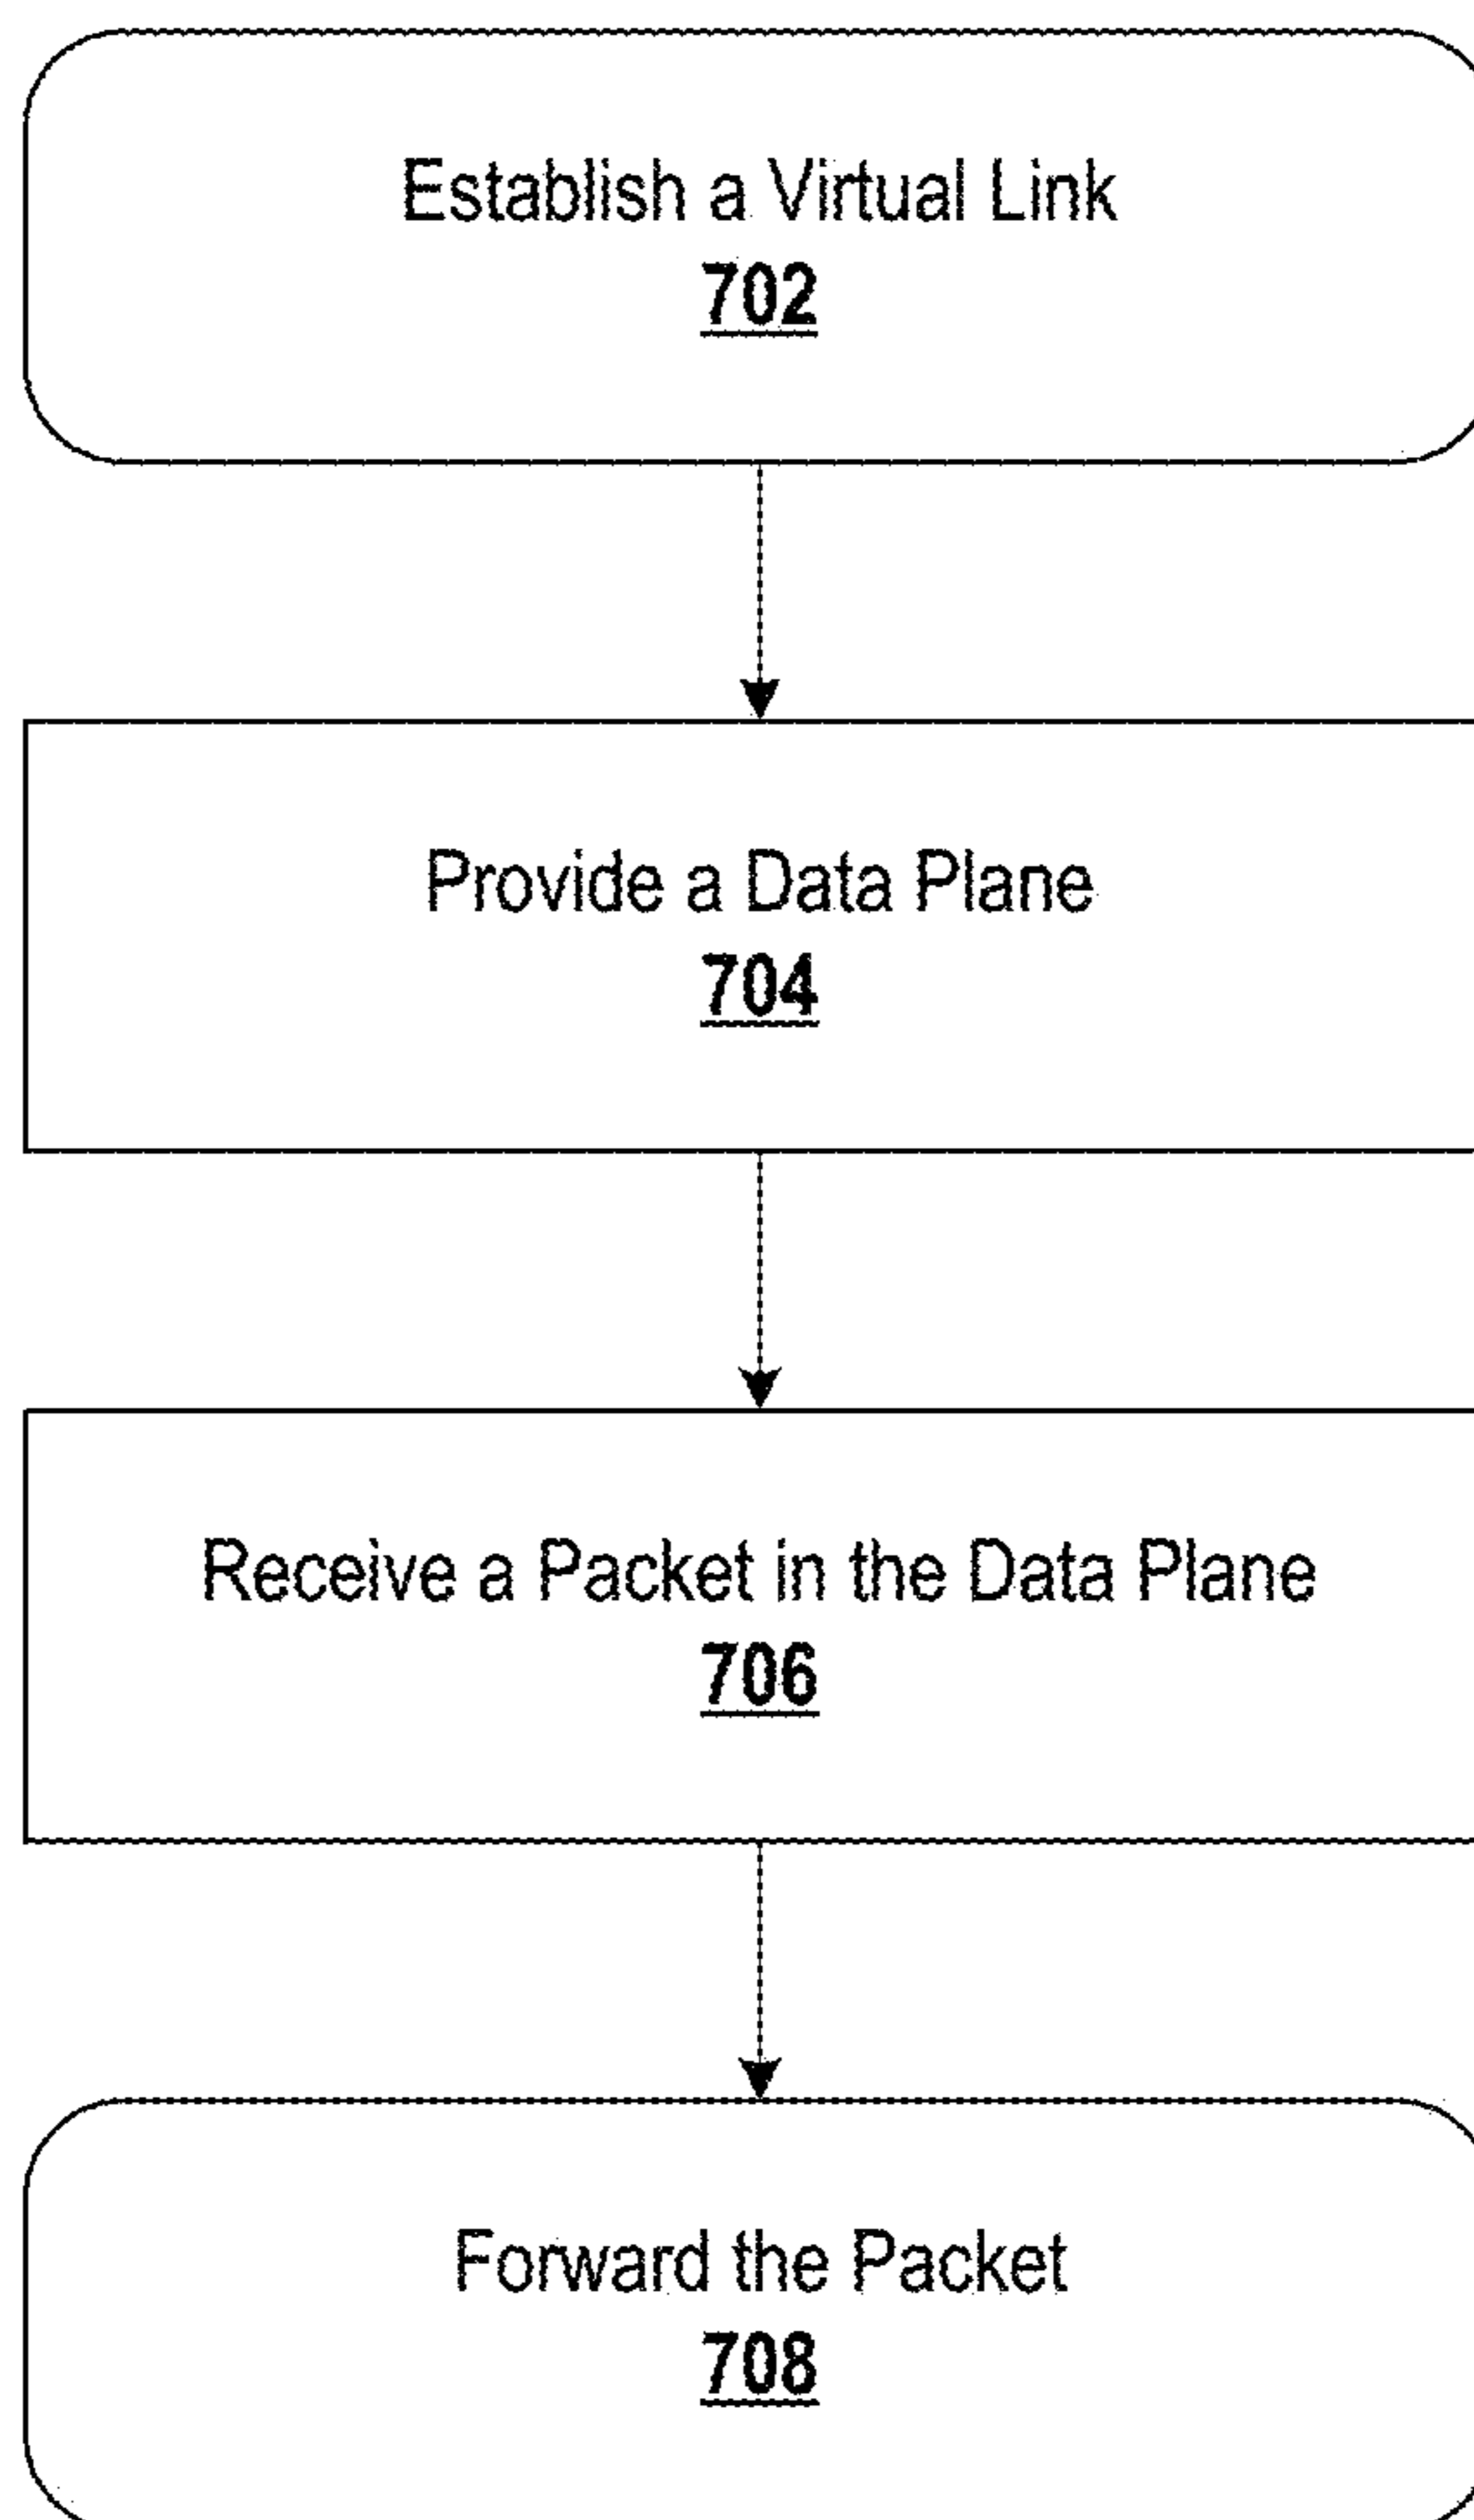 Establish a Virtual Link
702
Provide a Data Plane
704
Receive a Packet in the Data Plane
706
Forward the Packet
708